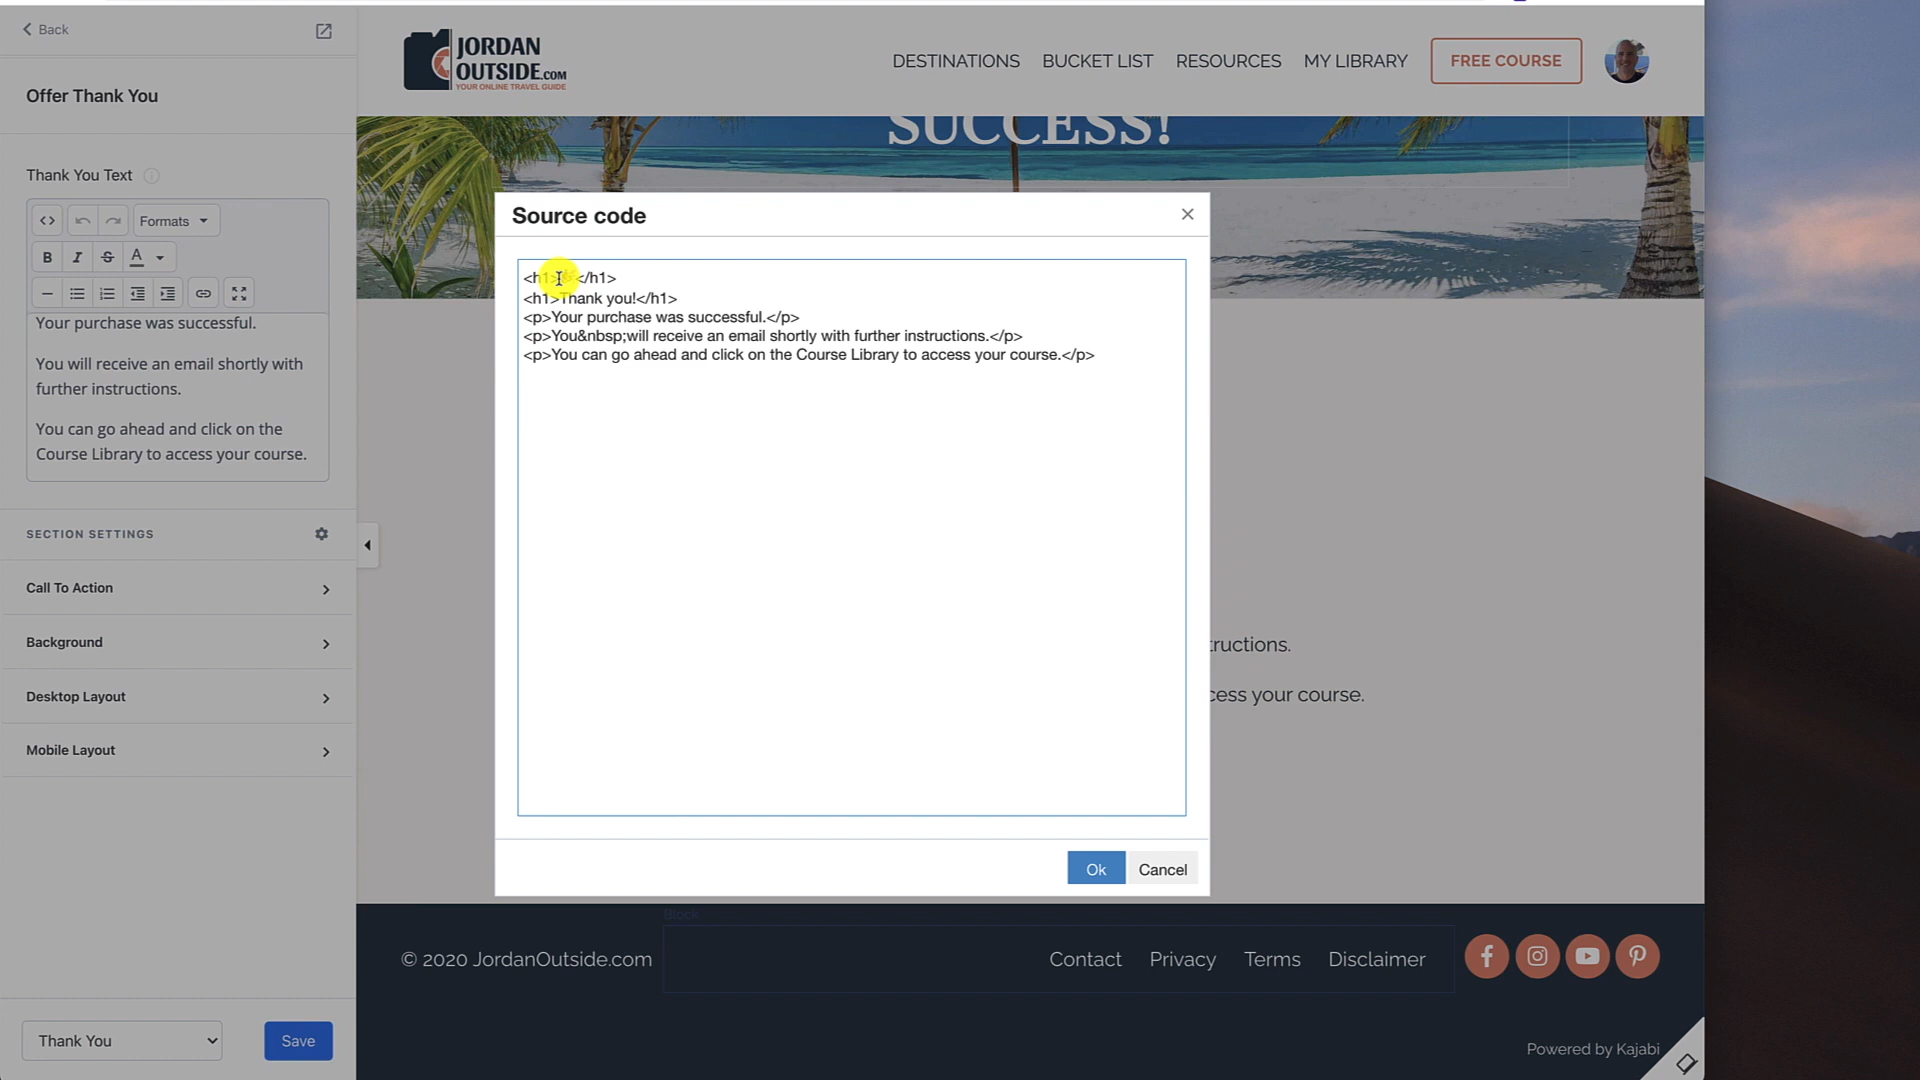 Back
Offer Thank You
Thank You Text
Formats
B I S A
Your purchase was successful.
You will receive an email shortly with
further instructions.
You can go ahead and click on the
Course Library to access your course.
SECTION SETTINGS
Call To Action
Background
Desktop Layout
Mobile Layout
Thank You
Save
JORDAN
OUTSIDE.COM
YOUR ONLINE TRAVEL GUIDE
DESTINATIONS
BUCKET LIST
RESOURCES
MY LIBRARY
FREE COURSE
SUCCESS!
Source code
<h1></h1>
<h1>Thank you!</h1>
<p>Your purchase was successful.</p>
<p>You&nbsp;will receive an email shortly with further instructions.</p>
<p>You can go ahead and click on the Course Library to access your course.</p>
Ok
Cancel
tructions.
cess your course.
Block
© 2020 JordanOutside.com
Contact
Privacy
Terms
Disclaimer
Powered by Kajabi